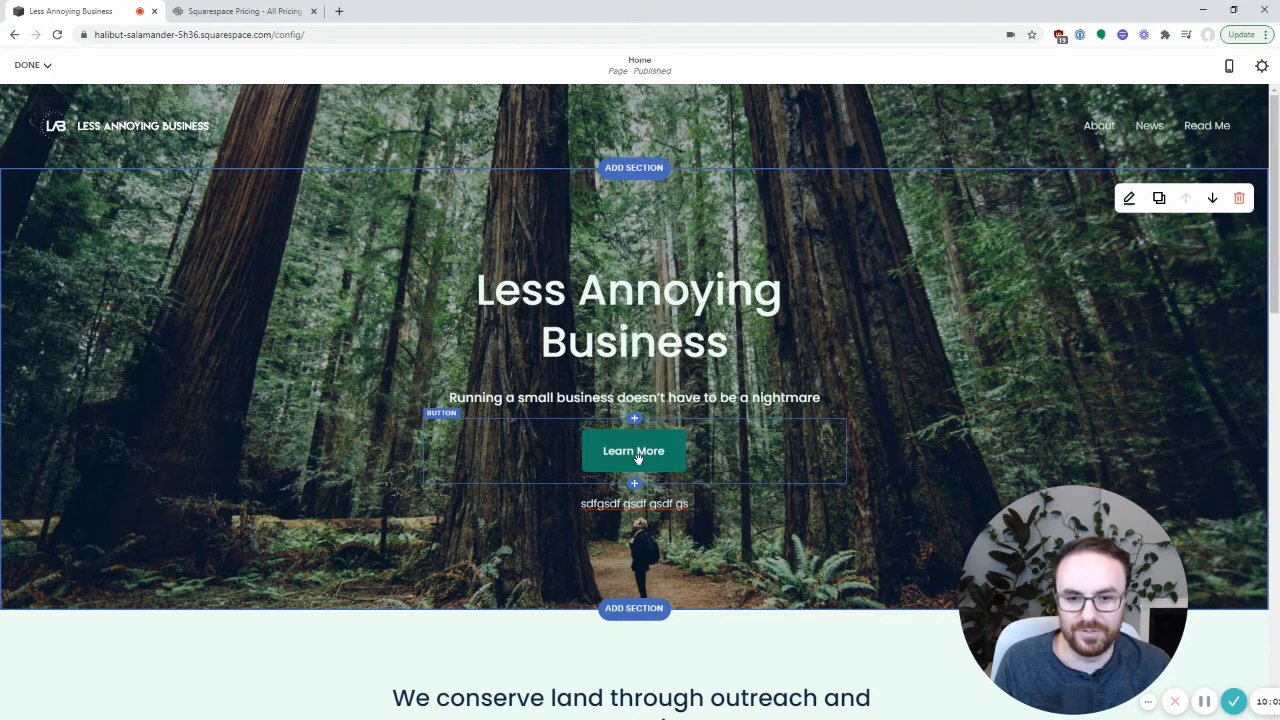 Less Annoying Business
Squarespace Pricing - All Pricing
halibut-salamander-5h36.squarespace.com/config/
19
Update
DONE
Home
Page · Published
LAB LESS ANNOYING BUSINESS
About News Read Me
ADD SECTION
Less Annoying
Business
Running a small business doesn't have to be a nightmare
BUTTON
Learn More
sdfgsdf gsdf gsdf gs
ADD SECTION
We conserve land through outreach and